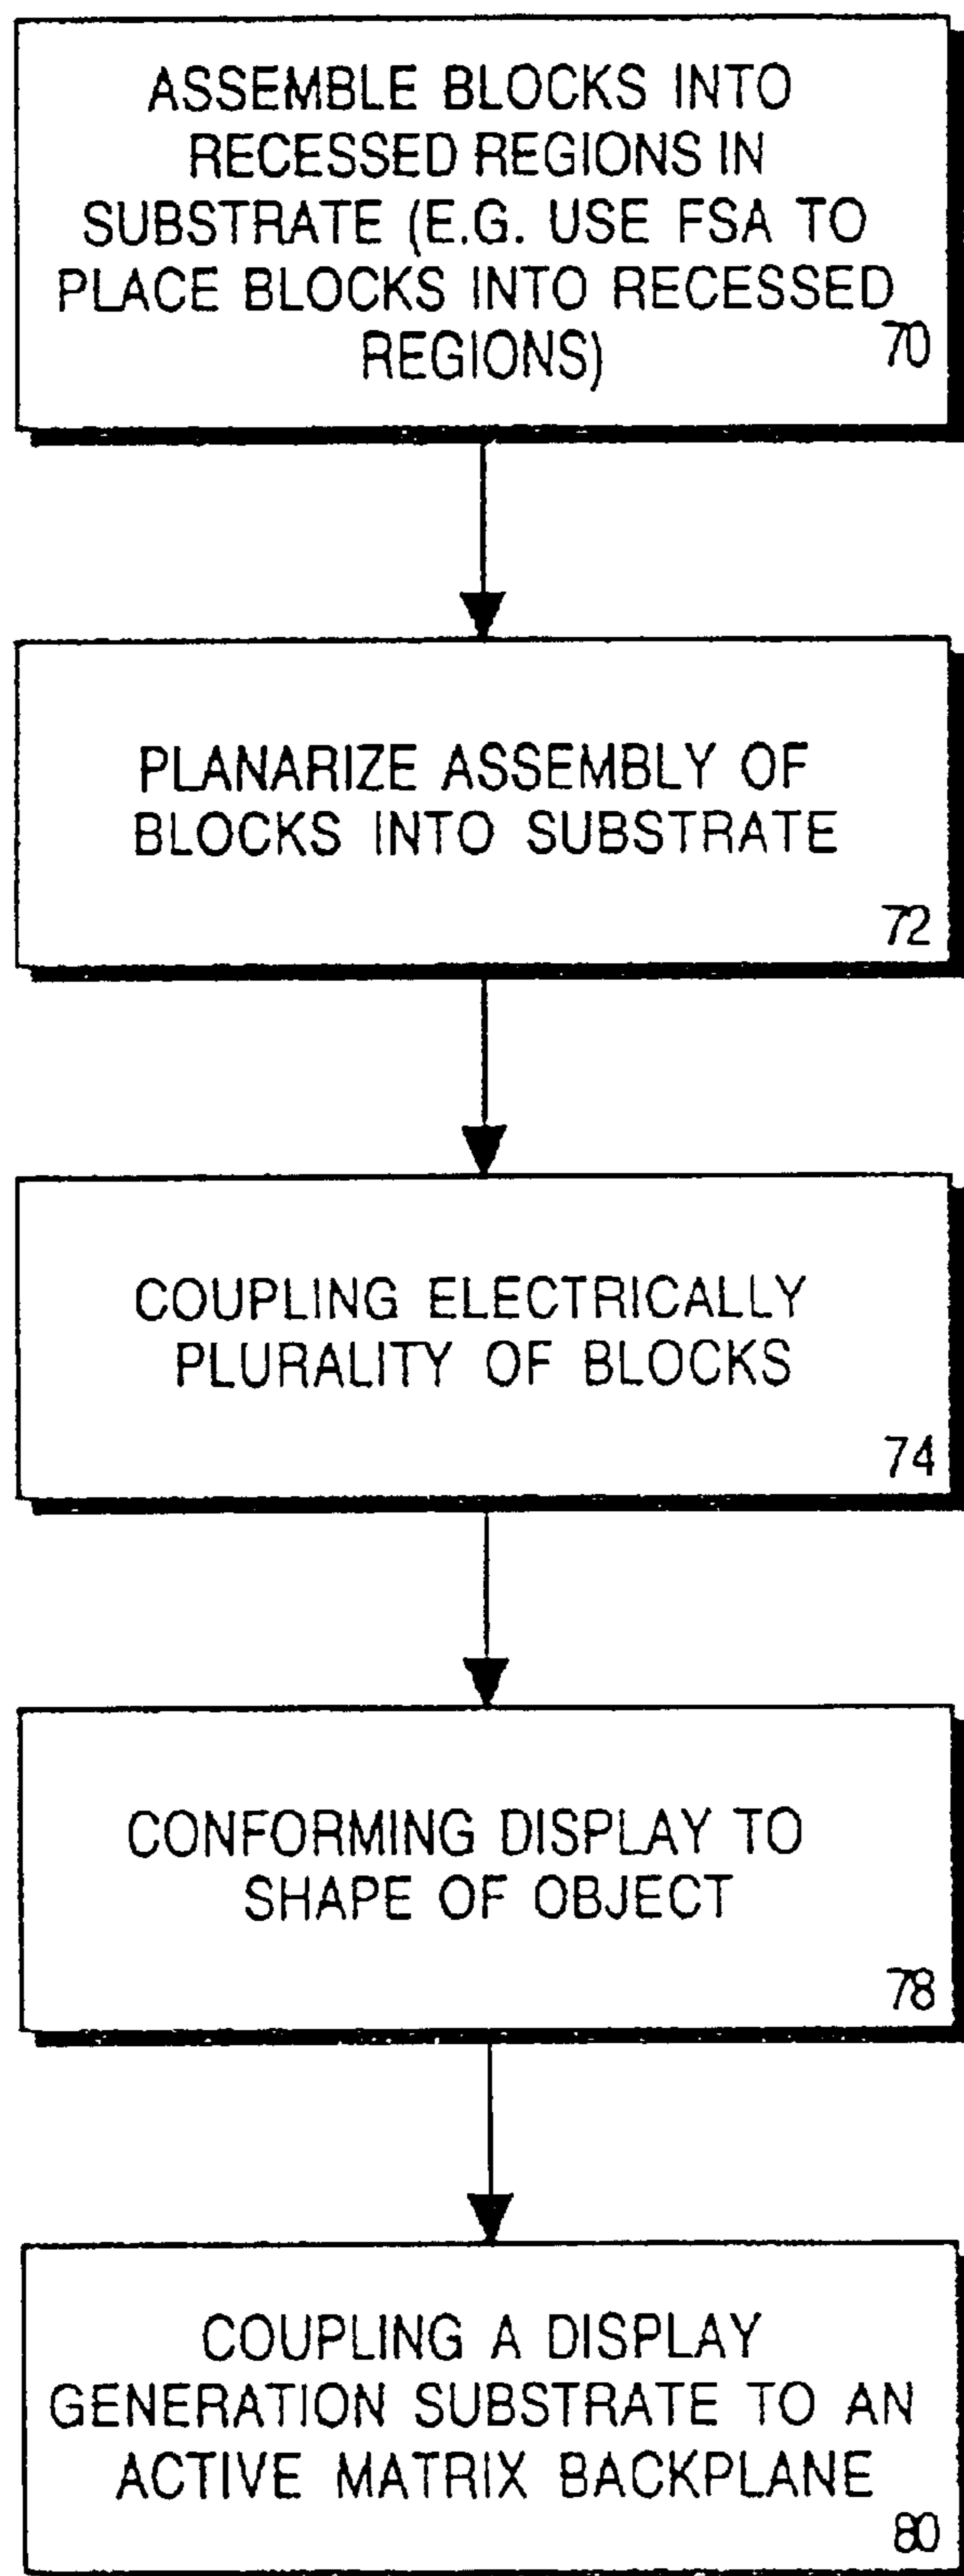 ASSEMBLE BLOCKS INTO
RECESSED REGIONS IN
SUBSTRATE (E.G. USE FSA TO
PLACE BLOCKS INTO RECESSED
REGIONS)
70
PLANARIZE ASSEMBLY OF
BLOCKS INTO SUBSTRATE
72
COUPLING ELECTRICALLY
PLURALITY OF BLOCKS
74
CONFORMING DISPLAY TO
SHAPE OF OBJECT
78
COUPLING A DISPLAY
GENERATION SUBSTRATE TO AN
ACTIVE MATRIX BACKPLANE
80